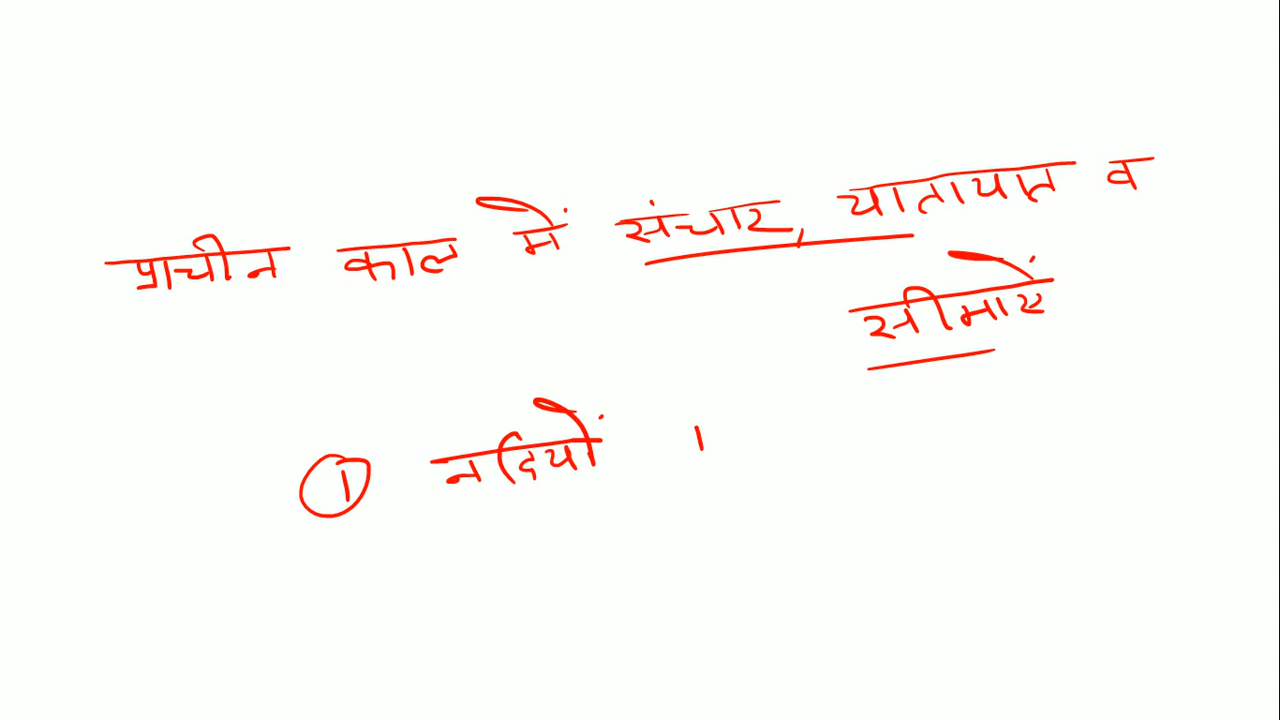 प्राचीन काल में संचार, यातायात व
सीमाएं
① नदियों ।